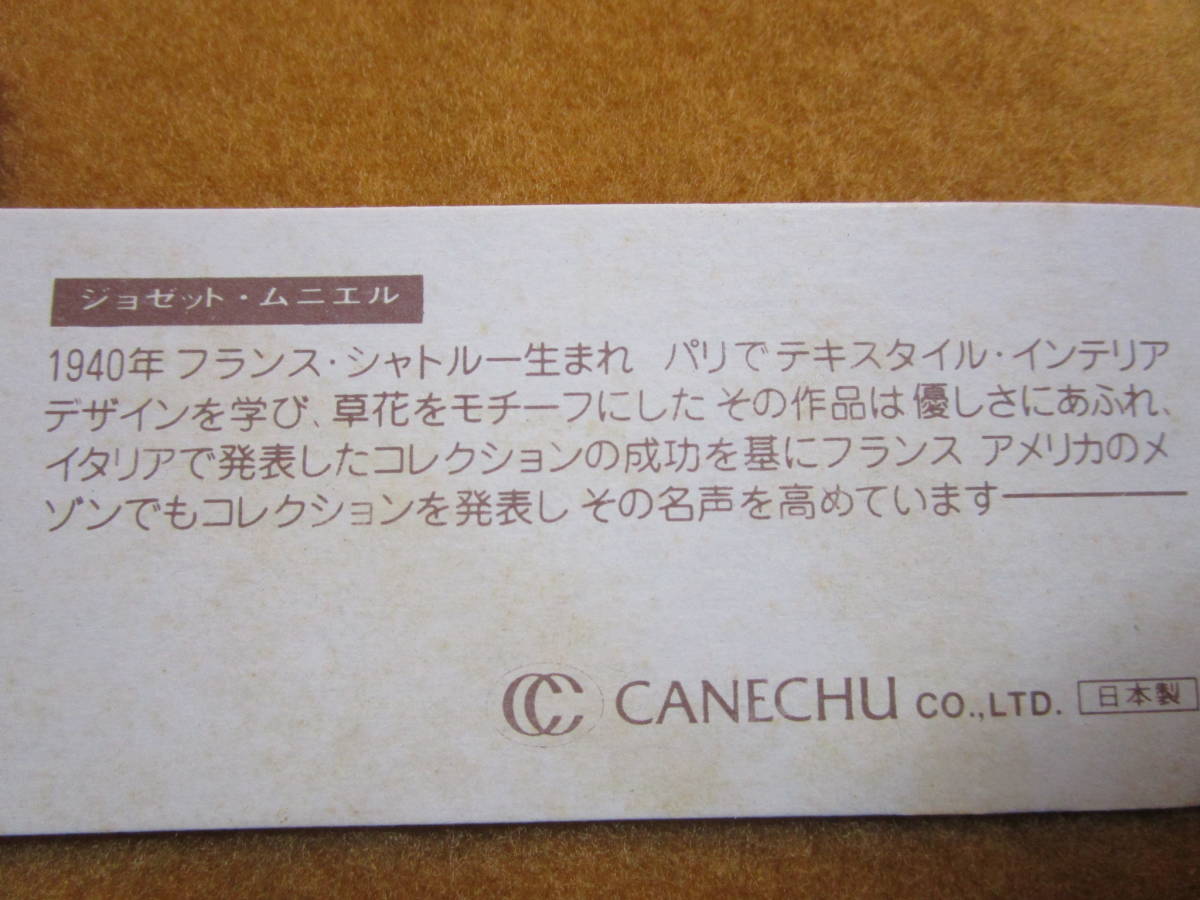 ジョゼット・ムニエル
1940年 フランス・シャトルー生まれ パリで テキスタイル・インテリア
デザインを学び、草花をモチーフにした その作品は 優しさにあふれ、
イタリアで発表したコレクションの成功を基にフランス アメリカのメ
ゾンでもコレクションを発表し その名声を高めています――――
CC CANECHU CO.,LTD. 日本製